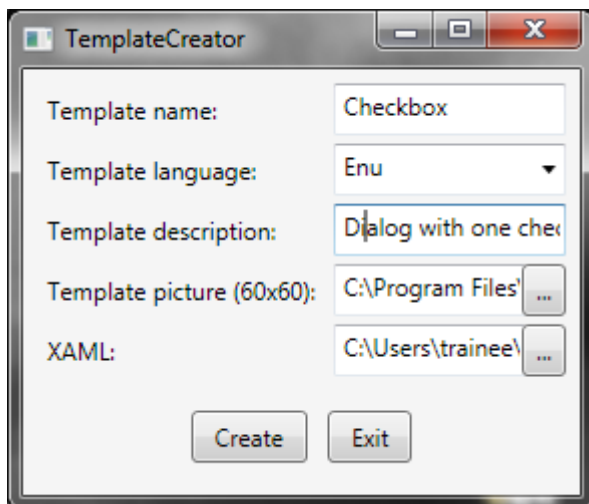 TemplateCreator
Template name: Checkbox
Template language: Enu
Template description: Dialog with one chec
Template picture (60x60): C:\Program Files\ ...
XAML: C:\Users\trainee\ ...
Create Exit